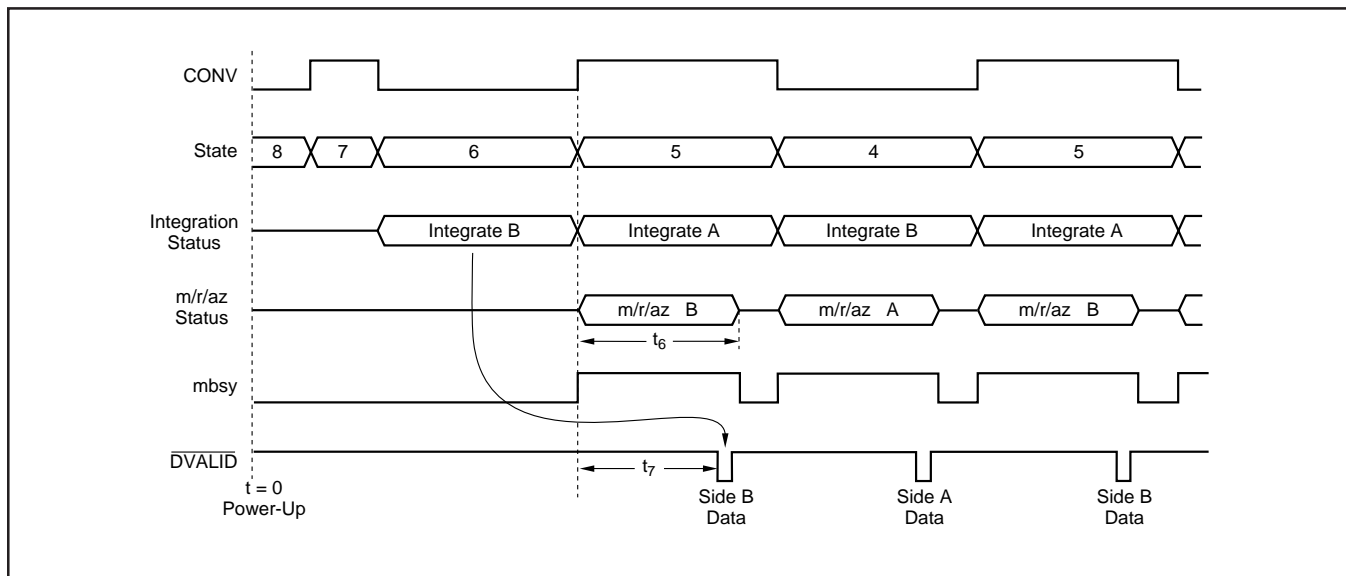 CONV
State
8
7
6
5
4
5
Integration
Status
Integrate B
Integrate A
Integrate B
Integrate A
m/r/az
Status
m/r/az B
m/r/az A
m/r/az B
t6
mbsy
DVALID
t7
t = 0
Power-Up
Side B
Data
Side A
Data
Side B
Data